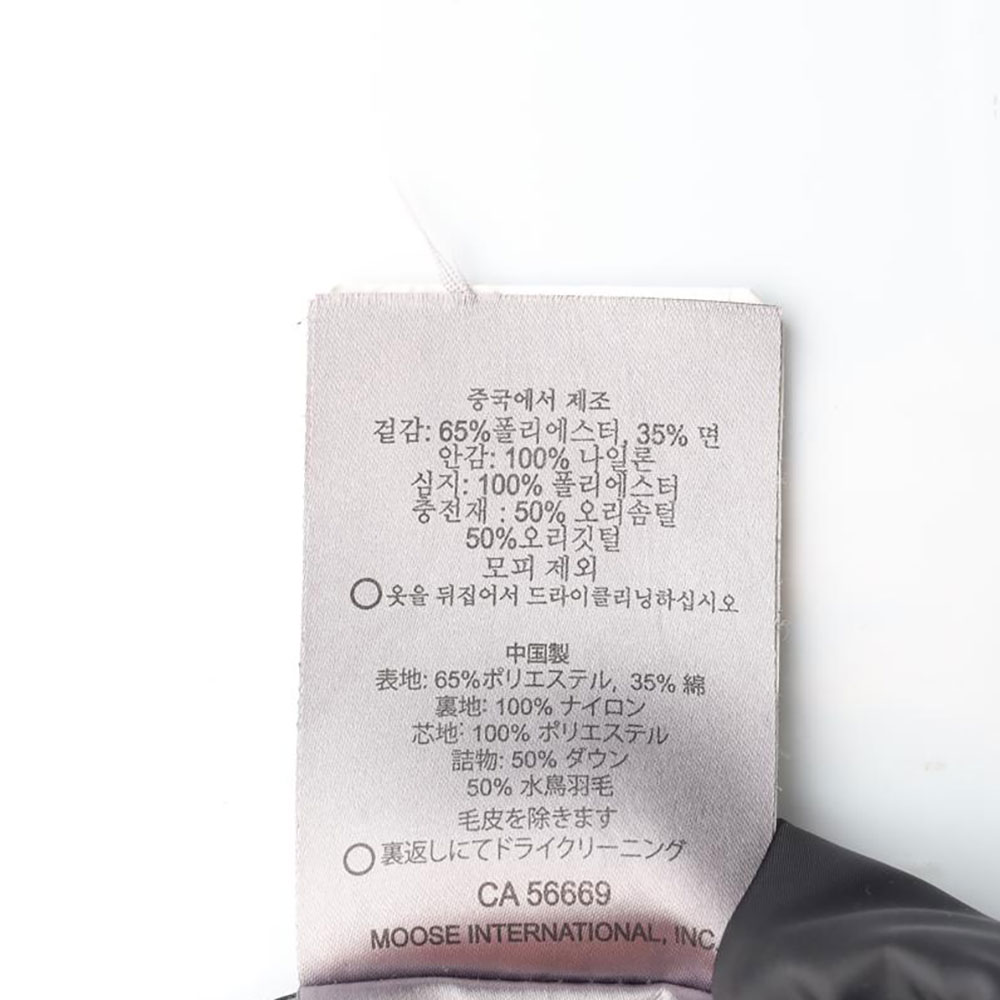 중국에서 제조
겉감: 65%폴리에스터, 35% 면
안감: 100% 나일론
심지: 100% 폴리에스터
충전재 : 50% 오리솜털
50%오리깃털
모피 제외
옷을 뒤집어서 드라이클리닝하십시오
中国製
表地: 65%ポリエステル, 35% 綿
裏地: 100% ナイロン
芯地: 100% ポリエステル
詰物: 50% ダウン
50% 水鳥羽毛
毛皮を除きます
裏返しにてドライクリーニング
CA 56669
MOOSE INTERNATIONAL, INC.